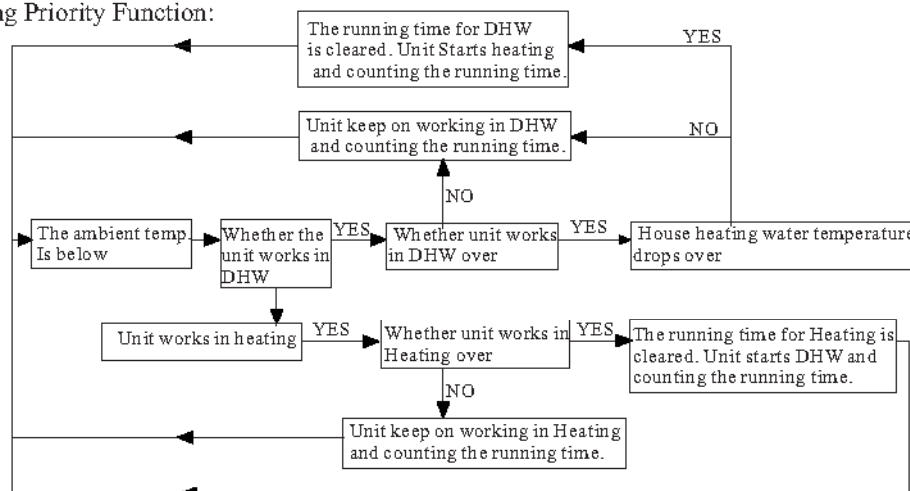 ng Priority Function:
The running time for DHW
is cleared. Unit Starts heating
and counting the running time.
YES
Unit keep on working in DHW
and counting the running time.
NO
NO
The ambient temp.
Is below
Whether the
unit works in
DHW
YES
Whether unit works
in DHW over
YES
House heating water temperature
drops over
Unit works in heating
YES
Whether unit works in
Heating over
YES
The running time for Heating is
cleared. Unit starts DHW and
counting the running time.
NO
Unit keep on working in Heating
and counting the running time.